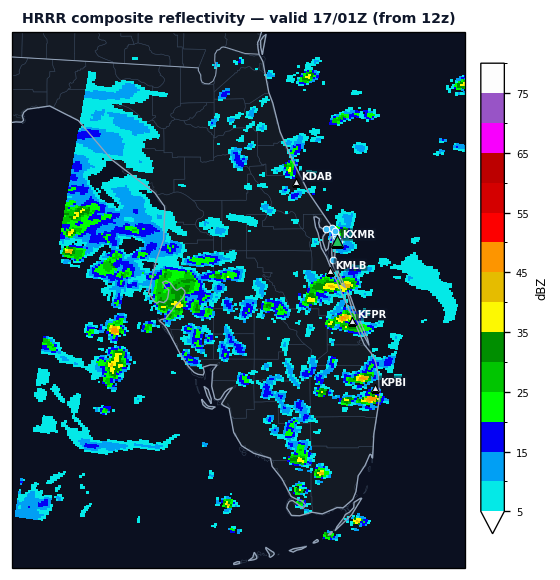 HRRR composite reflectivity — valid 17/01Z (from 12z)
KDAB
KXMR
KMLB
KFPR
KPBI
75
65
55
45
35
25
15
5
dBZ